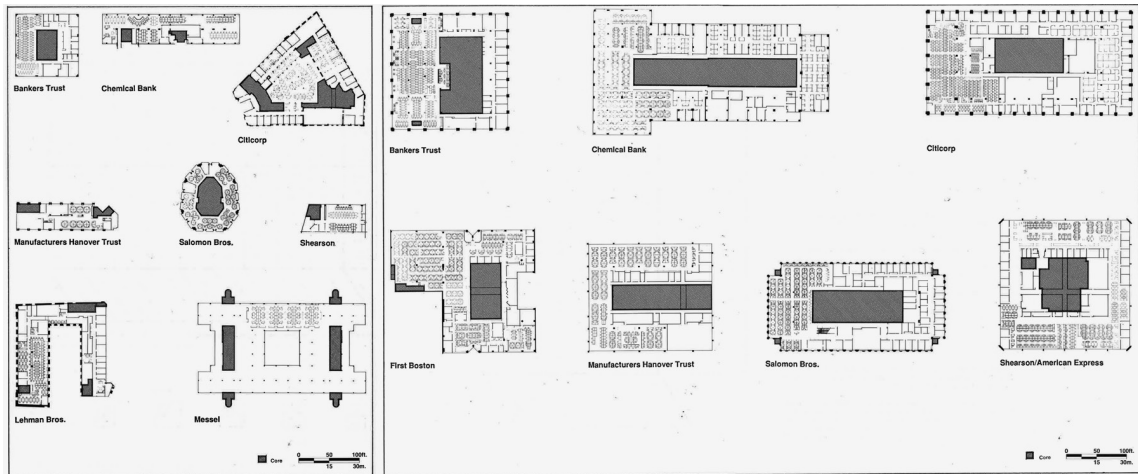 Bankers Trust
Chemical Bank
Citicorp
Manufacturers Hanover Trust
Salomon Bros.
Shearson
Lehman Bros.
Messel
Core
0 50 100ft.
15 30m.
Bankers Trust
Chemical Bank
Citicorp
First Boston
Manufacturers Hanover Trust
Salomon Bros.
Shearson/American Express
Core
0 50 100ft.
15 30m.